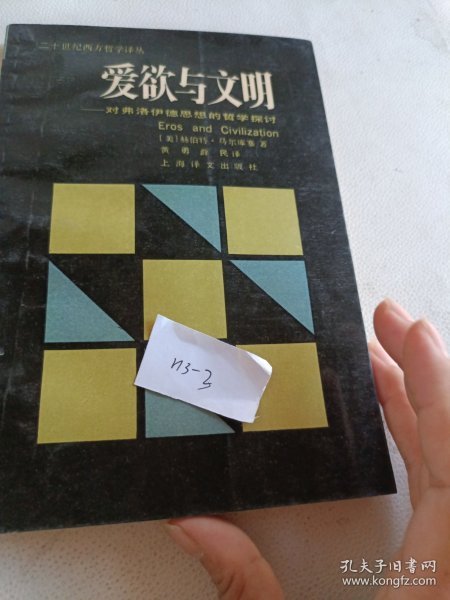 二十世纪西方哲学译丛
爱欲与文明
——对弗洛伊德思想的哲学探讨
Eros and Civilization
〔美〕赫伯特·马尔库塞 著
黄勇 薛民 译
上海译文出版社
孔夫子旧书网
www.kongfz.com